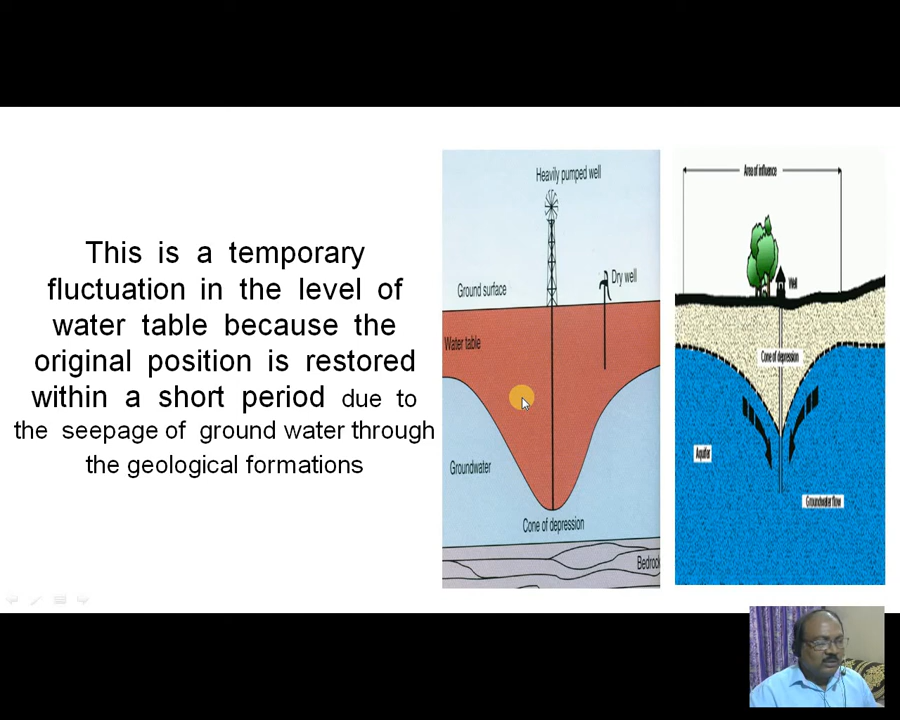 This is a temporary
fluctuation in the level of
water table because the
original position is restored
within a short period due to
the seepage of ground water through
the geological formations
Heavily pumped well
Dry well
Ground surface
Water table
Groundwater
Cone of depression
Bedrock
Area of influence
Well
Cone of depression
Aquifer
Groundwater flow